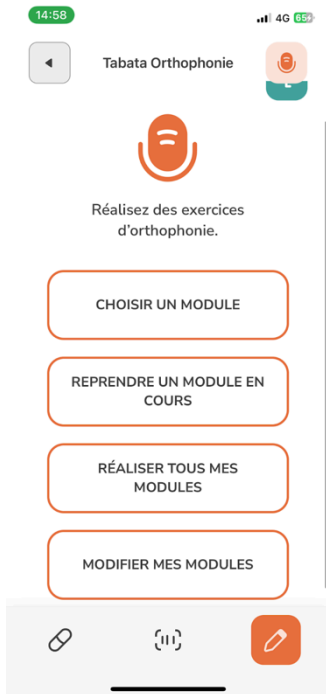 14:58
4G 65
Tabata Orthophonie
Réalisez des exercices
d'orthophonie.
CHOISIR UN MODULE
REPRENDRE UN MODULE EN
COURS
RÉALISER TOUS MES
MODULES
MODIFIER MES MODULES